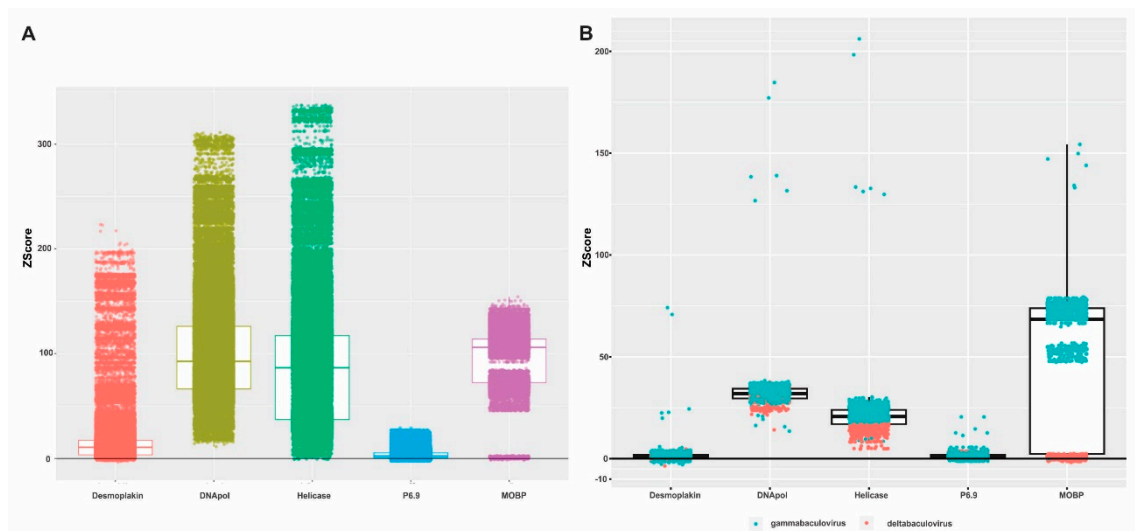 A
ZScore
300
200
100
0
Desmoplakin DNApol Helicase P6.9 MOBP
B
ZScore
200
150
100
50
0
-10
Desmoplakin DNApol Helicase P6.9 MOBP
gammabaculovirus deltabaculovirus